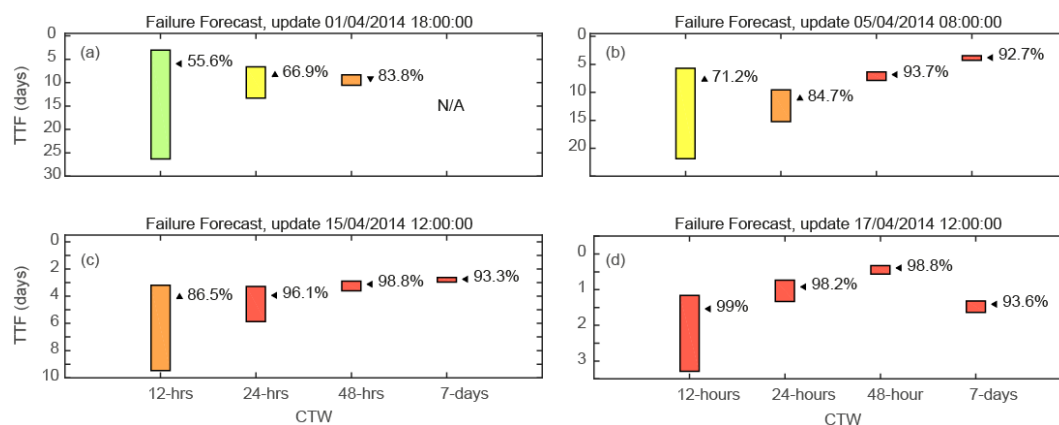 Failure Forecast, update 01/04/2014 18:00:00
Failure Forecast, update 05/04/2014 08:00:00
(a)
0
5
10
15
20
25
30
TTF (days)
55.6%
66.9%
83.8%
N/A
(b)
0
5
10
15
20
TTF (days)
71.2%
84.7%
93.7%
92.7%
Failure Forecast, update 15/04/2014 12:00:00
Failure Forecast, update 17/04/2014 12:00:00
(c)
0
2
4
6
8
10
TTF (days)
86.5%
96.1%
98.8%
93.3%
12-hrs 24-hrs 48-hrs 7-days
CTW
(d)
0
1
2
3
TTF (days)
99%
98.2%
98.8%
93.6%
12-hours 24-hours 48-hour 7-days
CTW